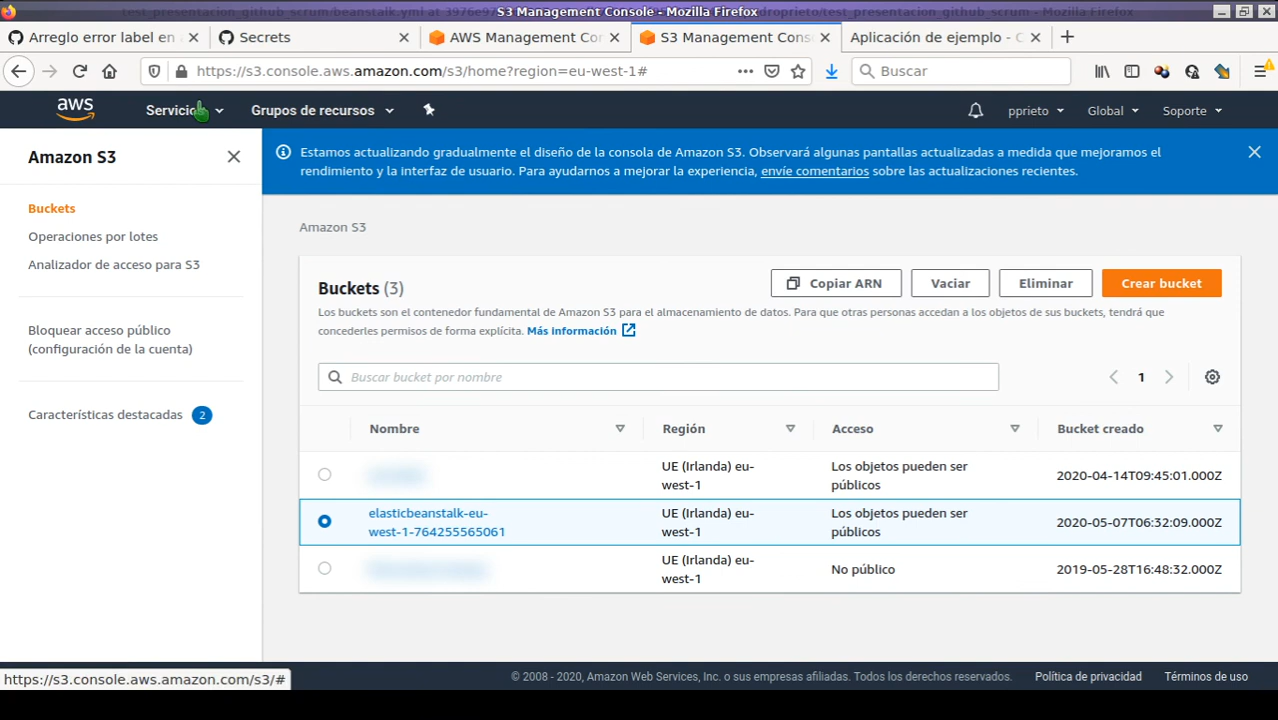 S3 Management Console - Mozilla Firefox
Arreglo error label en
Secrets
AWS Management Con
S3 Management Cons
Aplicación de ejemplo - C
https://s3.console.aws.amazon.com/s3/home?region=eu-west-1#
Buscar
aws
Servicios
Grupos de recursos
pprieto
Global
Soporte
Amazon S3
Estamos actualizando gradualmente el diseño de la consola de Amazon S3. Observará algunas pantallas actualizadas a medida que mejoramos el
rendimiento y la interfaz de usuario. Para ayudarnos a mejorar la experiencia, envíe comentarios sobre las actualizaciones recientes.
Buckets
Operaciones por lotes
Analizador de acceso para S3
Bloquear acceso público
(configuración de la cuenta)
Características destacadas 2
Amazon S3
Buckets (3)
Copiar ARN
Vaciar
Eliminar
Crear bucket
Los buckets son el contenedor fundamental de Amazon S3 para el almacenamiento de datos. Para que otras personas accedan a los objetos de sus buckets, tendrá que
concederles permisos de forma explícita. Más información
Buscar bucket por nombre
1
Nombre
Región
Acceso
Bucket creado
UE (Irlanda) eu-
west-1
Los objetos pueden ser
públicos
2020-04-14T09:45:01.000Z
elasticbeanstalk-eu-
west-1-764255565061
UE (Irlanda) eu-
west-1
Los objetos pueden ser
públicos
2020-05-07T06:32:09.000Z
UE (Irlanda) eu-
west-1
No público
2019-05-28T16:48:32.000Z
https://s3.console.aws.amazon.com/s3/#
© 2008 - 2020, Amazon Web Services, Inc. o sus empresas afiliadas. Todos los derechos reservados.
Política de privacidad
Términos de uso